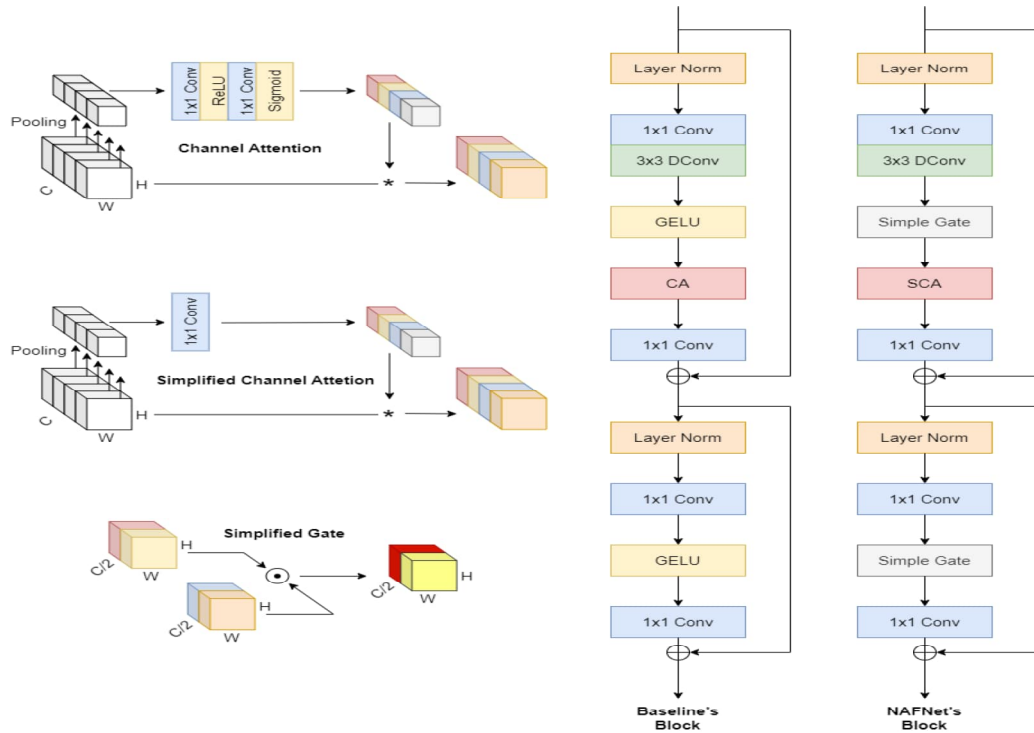 Pooling
1x1 Conv
ReLU
1x1 Conv
Sigmoid
Channel Attention
C
W
H
*
Pooling
1x1 Conv
Simplified Channel Attetion
C
W
H
*
Simplified Gate
C/2
W
H
C/2
W
H
C/2
W
H
Layer Norm
1x1 Conv
3x3 DConv
GELU
CA
1x1 Conv
Layer Norm
1x1 Conv
GELU
1x1 Conv
Baseline's
Block
Layer Norm
1x1 Conv
3x3 DConv
Simple Gate
SCA
1x1 Conv
Layer Norm
1x1 Conv
Simple Gate
1x1 Conv
NAFNet's
Block